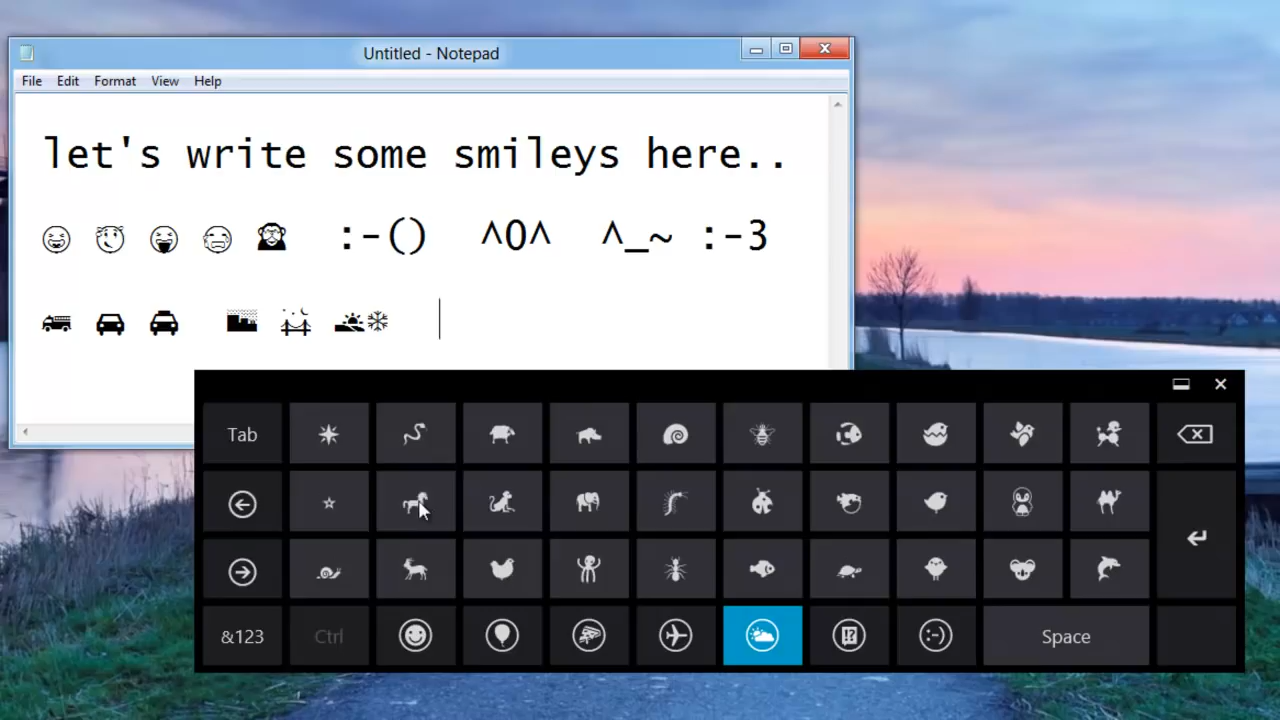 Untitled - Notepad
File Edit Format View Help
let's write some smileys here..
😆 😇 😝 😂 🙈 :-() ^0^ ^_~ :-3
🚒 🚗 🚖 🌁 🌉 🌅❄
Tab
&123 Ctrl :-) Space